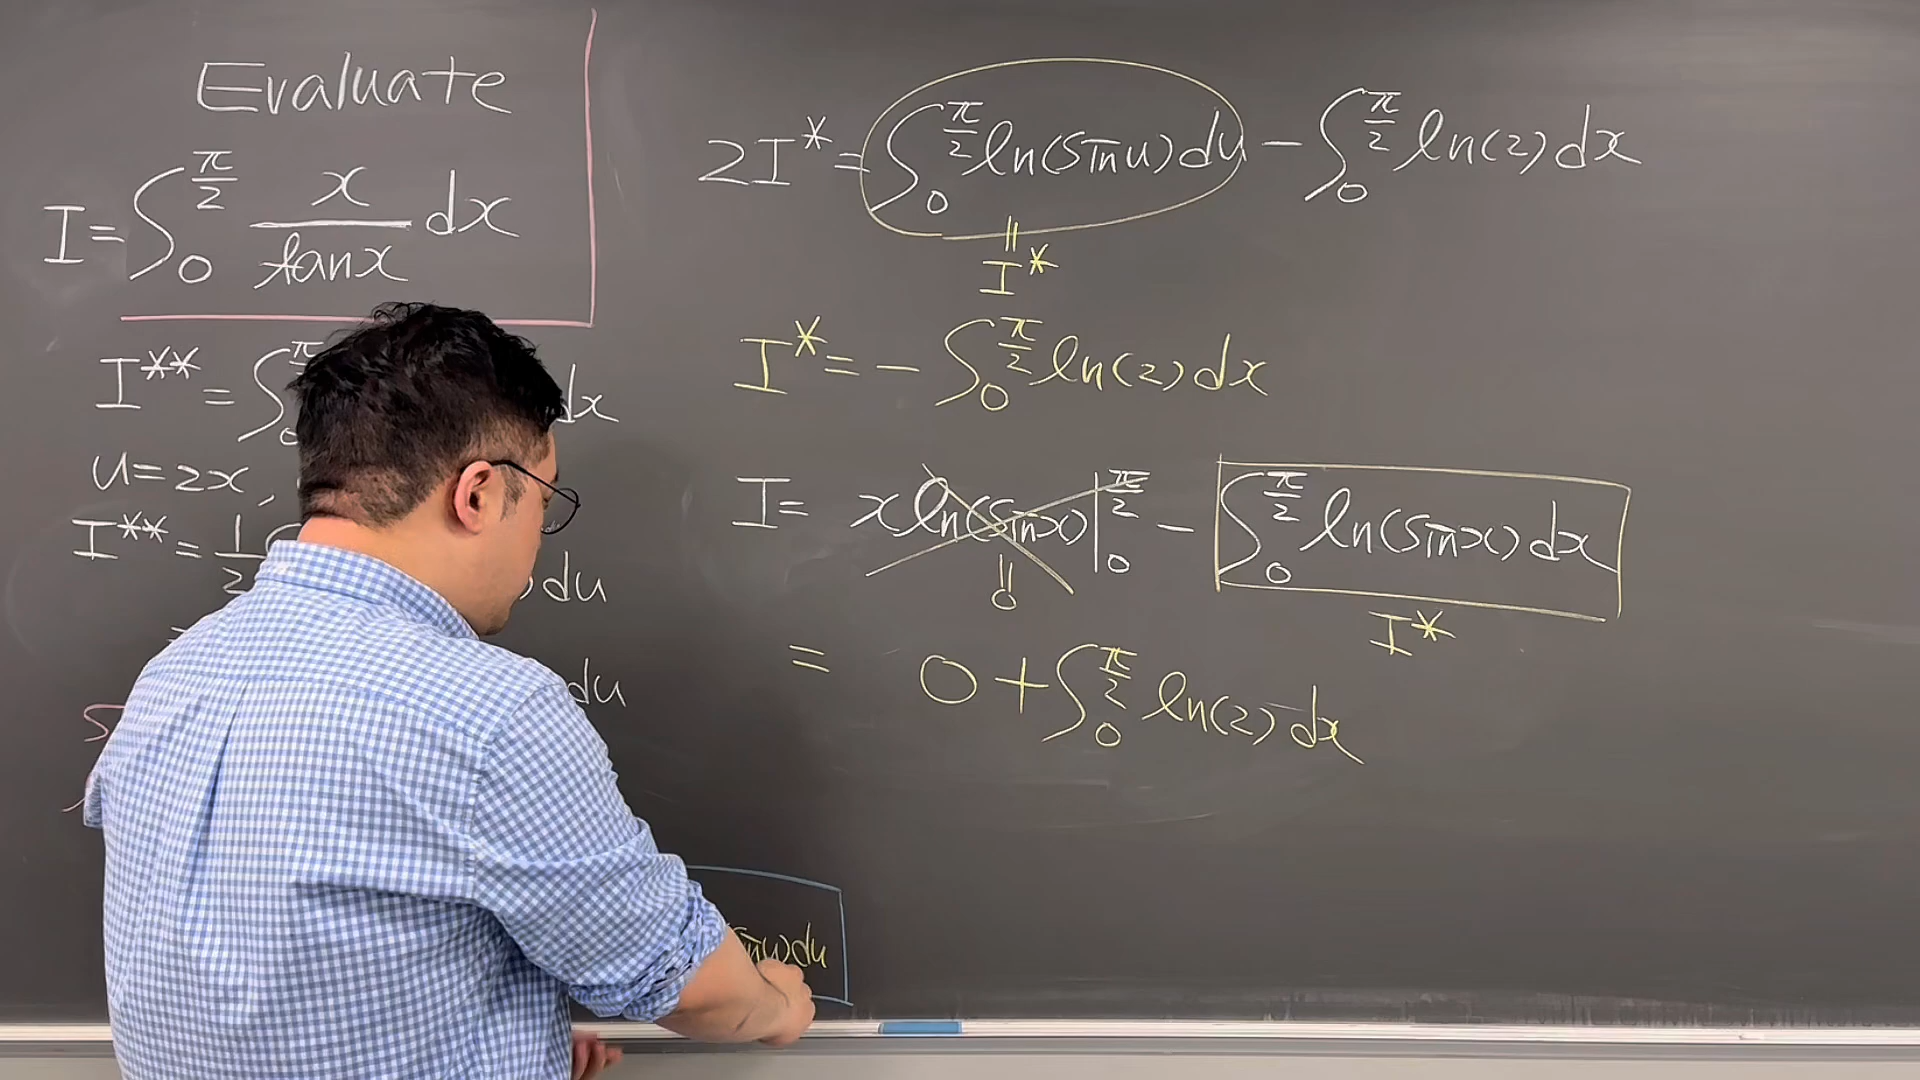 Evaluate
I=∫₀^{π/2} x/tanx dx
I**=∫₀^π dx
u=2x,
I**=1/2 du
=
du
S
2I*=∫₀^{π/2} ln(sin u)du − ∫₀^{π/2} ln(2)dx
||
I*
I*=−∫₀^{π/2} ln(2)dx
I= x ln(sin x)|₀^{π/2} − ∫₀^{π/2} ln(sin x)dx
||
0
I*
= 0+∫₀^{π/2} ln(2)dx
du